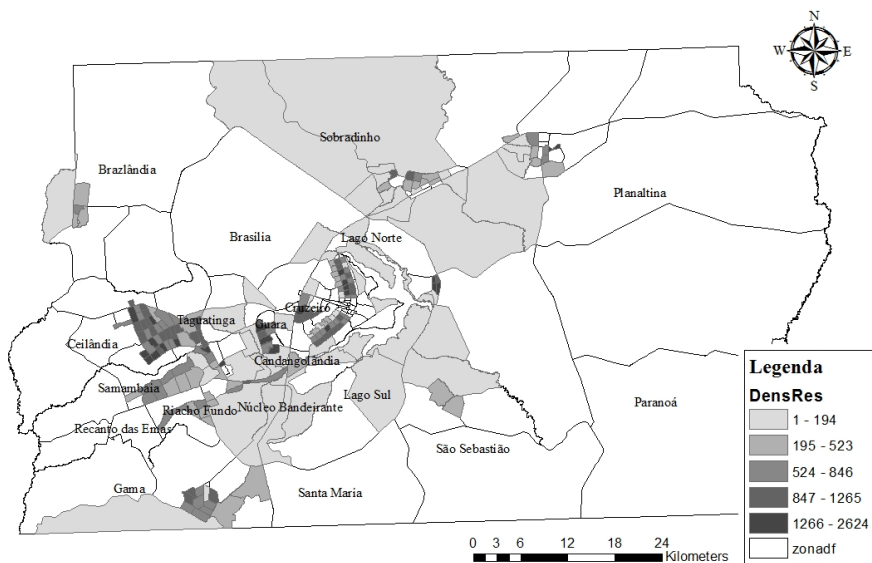 N
W E
S
Sobradinho
Brazlândia
Planaltina
Brasilia
Lago Norte
Cruzeiro
Taguatinga
Guara
Ceilândia
Candangolândia
Samambaia
Lago Sul
Riacho Fundo
Núcleo Bandeirante
Paranoá
Recanto das Emas
São Sebastião
Gama
Santa Maria
Legenda
DensRes
1 - 194
195 - 523
524 - 846
847 - 1265
1266 - 2624
zonadf
0 3 6 12 18 24
Kilometers